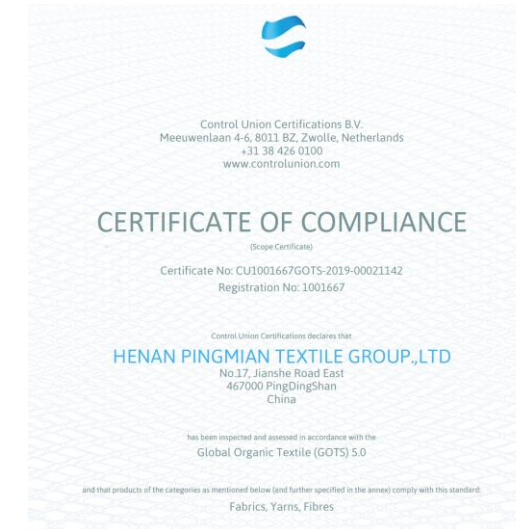 Control Union Certifications B.V.
Meeuwenlaan 4-6, 8011 BZ, Zwolle, Netherlands
+31 38 426 0100
www.controlunion.com
CERTIFICATE OF COMPLIANCE
(Scope Certificate)
Certificate No: CU1001667GOTS-2019-00021142
Registration No: 1001667
Control Union Certifications declares that
HENAN PINGMIAN TEXTILE GROUP.,LTD
No.17, Jianshe Road East
467000 PingDingShan
China
has been inspected and assessed in accordance with the
Global Organic Textile (GOTS) 5.0
and that products of the categories as mentioned below (and further specified in the annex) comply with this standard:
Fabrics, Yarns, Fibres